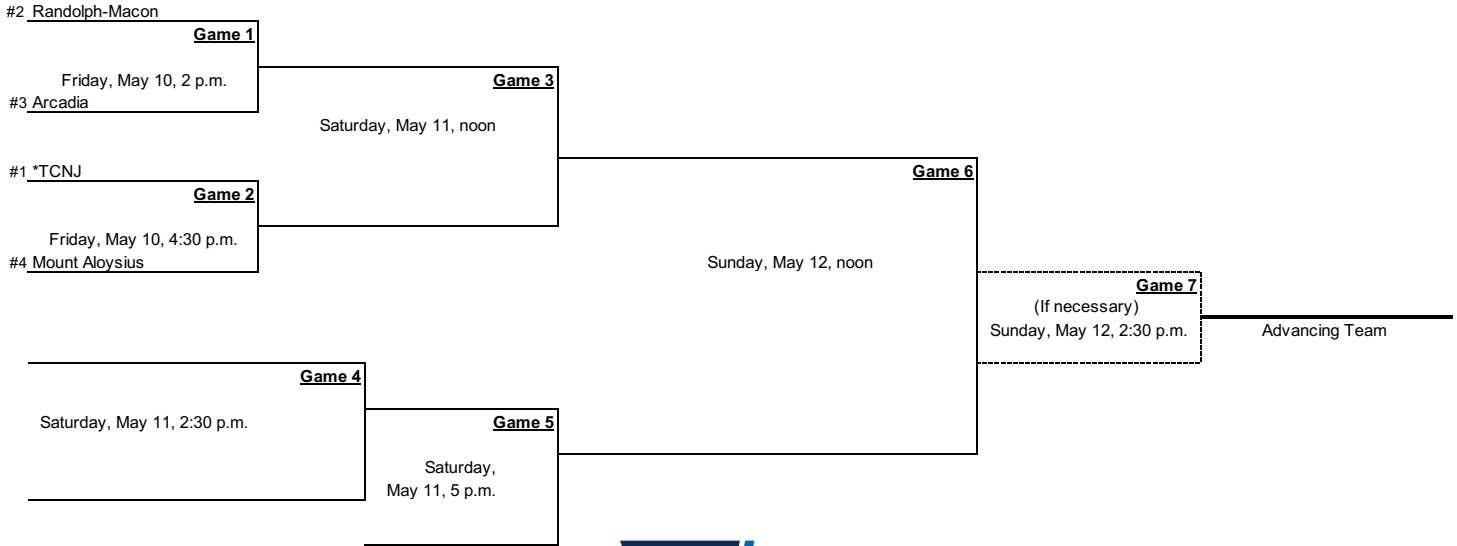 #2 Randolph-Macon
Game 1
Friday, May 10, 2 p.m.
#3 Arcadia
Game 3
Saturday, May 11, noon
#1 *TCNJ
Game 2
Friday, May 10, 4:30 p.m.
#4 Mount Aloysius
Game 6
Sunday, May 12, noon
Game 7
(If necessary)
Sunday, May 12, 2:30 p.m.
Advancing Team
Game 4
Saturday, May 11, 2:30 p.m.
Game 5
Saturday,
May 11, 5 p.m.